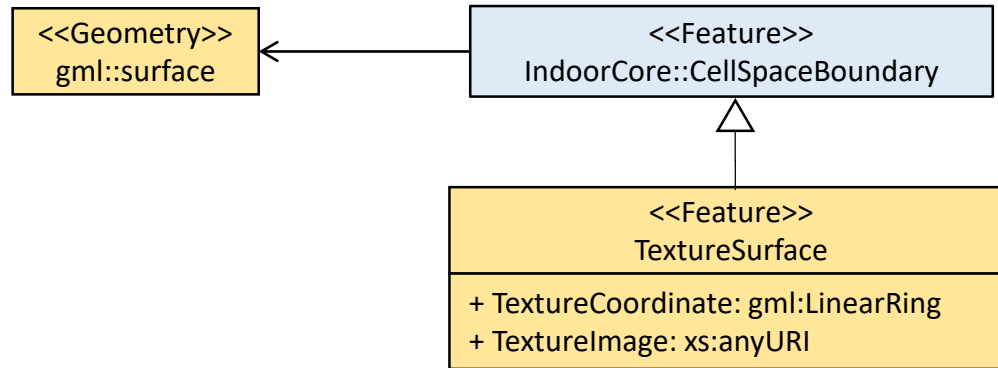 <<Geometry>>
gml::surface
<<Feature>>
IndoorCore::CellSpaceBoundary
<<Feature>>
TextureSurface
+ TextureCoordinate: gml:LinearRing
+ TextureImage: xs:anyURI